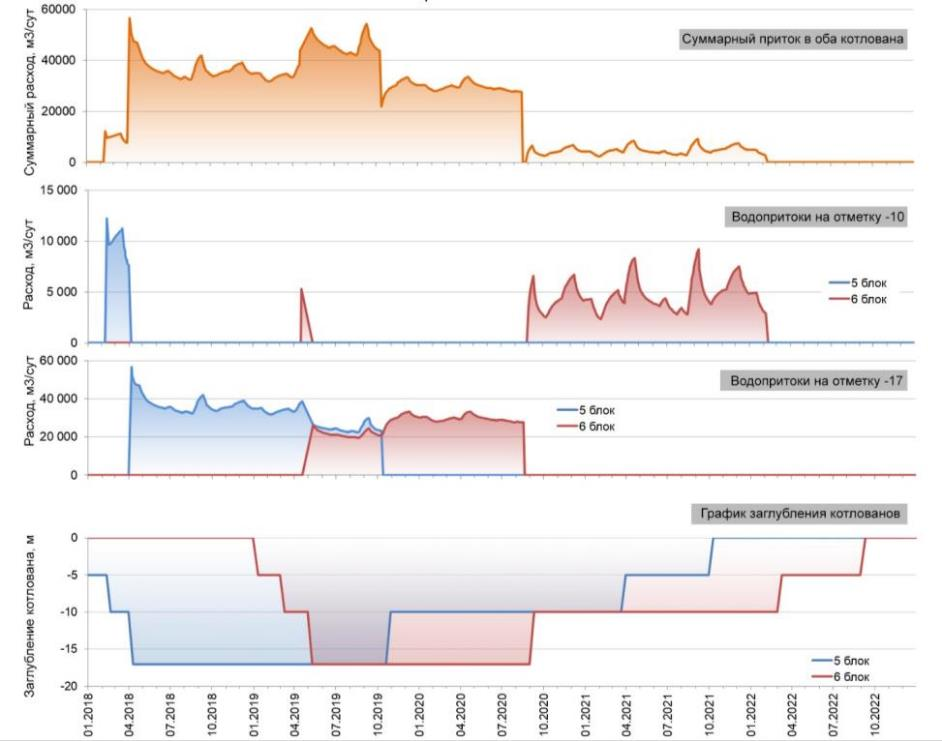 Суммарный расход, м3/сут
60000
40000
20000
0
Суммарный приток в оба котлована
Расход, м3/сут
15 000
10 000
5 000
0
Водопритоки на отметку -10
5 блок
6 блок
Расход, м3/сут
60 000
40 000
20 000
0
Водопритоки на отметку -17
5 блок
6 блок
График заглубления котлованов
Заглубление котлована, м
0
-5
-10
-15
-20
5 блок
6 блок
01.2018
04.2018
07.2018
10.2018
01.2019
04.2019
07.2019
10.2019
01.2020
04.2020
07.2020
10.2020
01.2021
04.2021
07.2021
10.2021
01.2022
04.2022
07.2022
10.2022